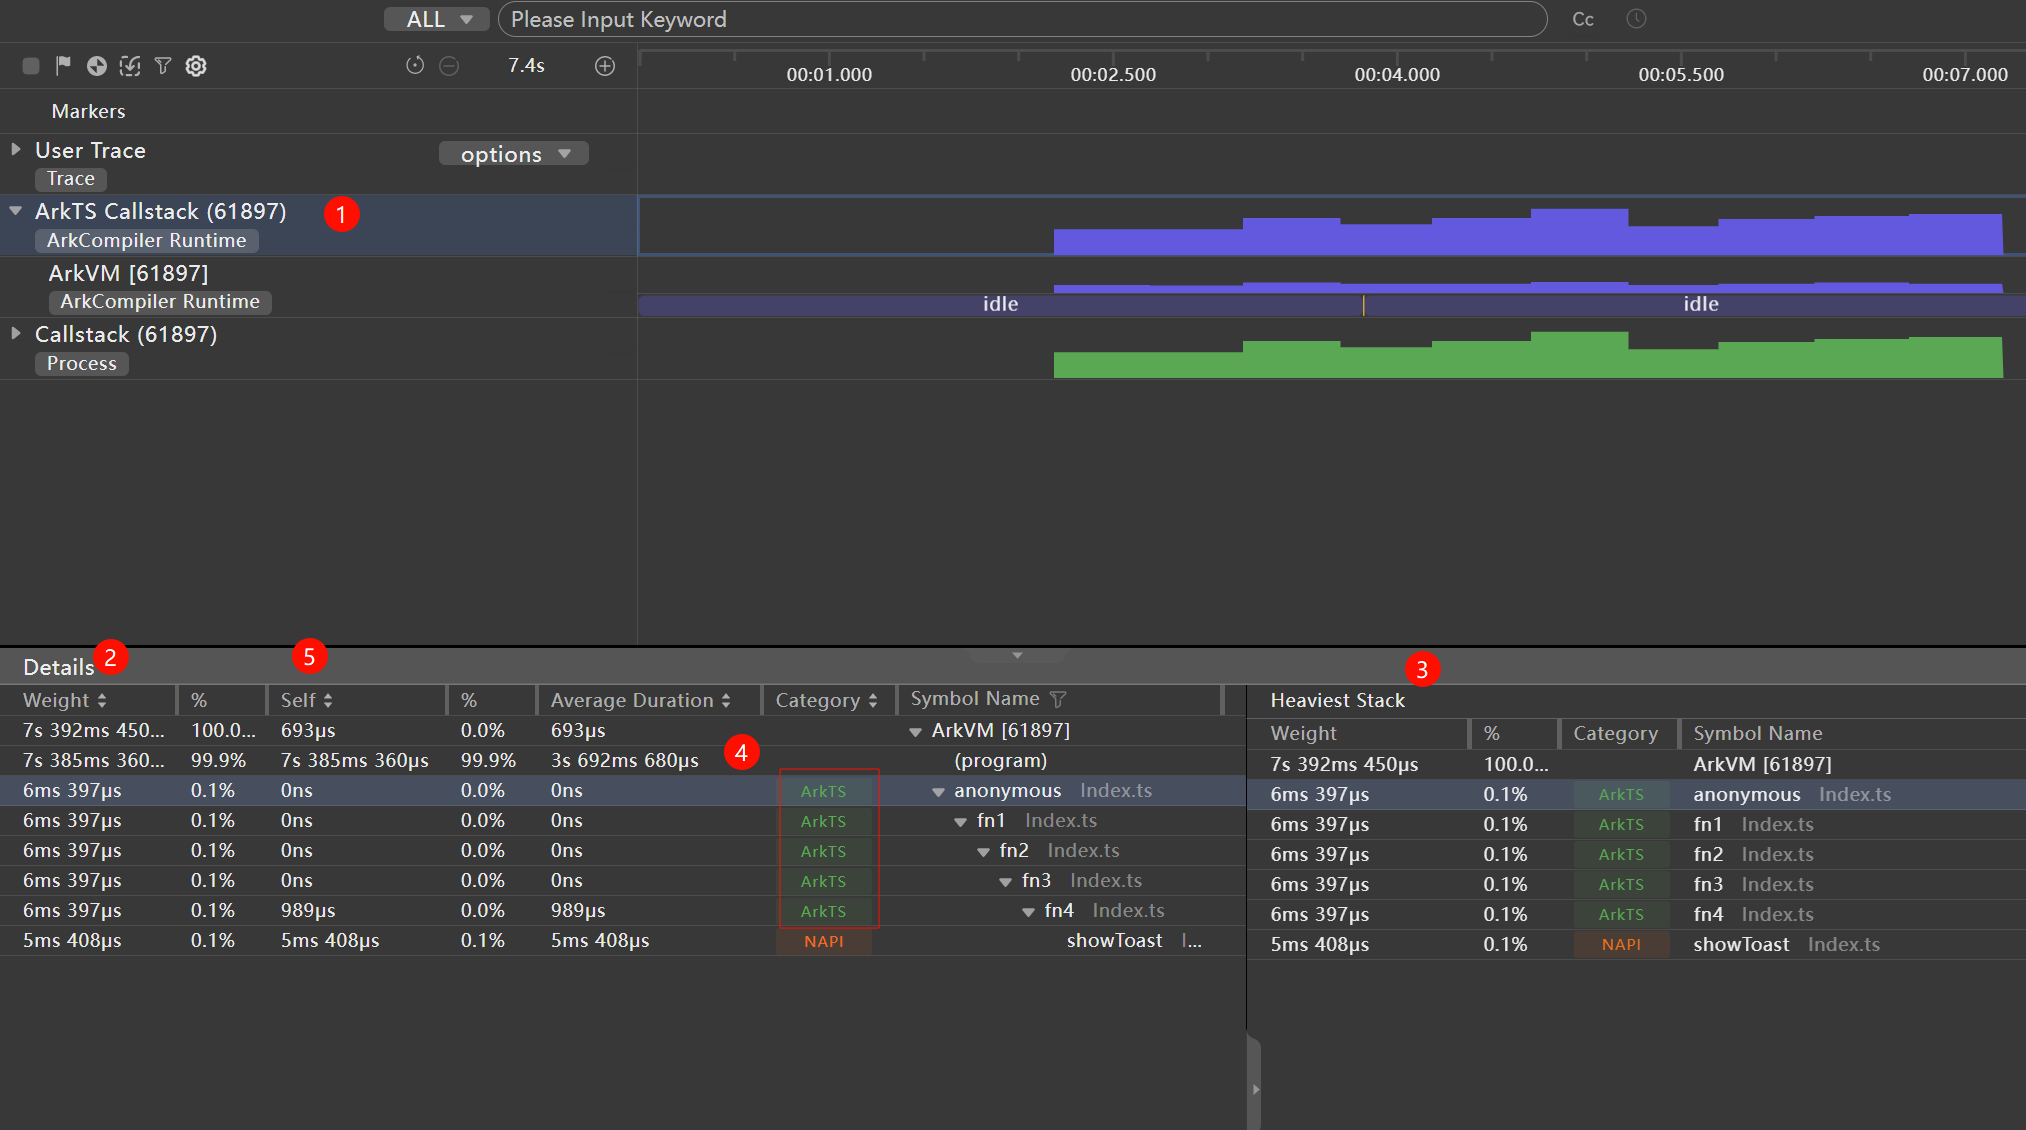 ALL Please Input Keyword Cc
7.4s 00:01.000 00:02.500 00:04.000 00:05.500 00:07.000
Markers
User Trace options
Trace
ArkTS Callstack (61897) 1
ArkCompiler Runtime
ArkVM [61897]
ArkCompiler Runtime idle idle
Callstack (61897)
Process
Details 2 5 3
Weight % Self % Average Duration Category Symbol Name
7s 392ms 450... 100.0... 693μs 0.0% 693μs ArkVM [61897]
7s 385ms 360... 99.9% 7s 385ms 360μs 99.9% 3s 692ms 680μs 4 (program)
6ms 397μs 0.1% 0ns 0.0% 0ns ArkTS anonymous Index.ts
6ms 397μs 0.1% 0ns 0.0% 0ns ArkTS fn1 Index.ts
6ms 397μs 0.1% 0ns 0.0% 0ns ArkTS fn2 Index.ts
6ms 397μs 0.1% 0ns 0.0% 0ns ArkTS fn3 Index.ts
6ms 397μs 0.1% 989μs 0.0% 989μs ArkTS fn4 Index.ts
5ms 408μs 0.1% 5ms 408μs 0.1% 5ms 408μs NAPI showToast I...
Heaviest Stack
Weight % Category Symbol Name
7s 392ms 450μs 100.0... ArkVM [61897]
6ms 397μs 0.1% ArkTS anonymous Index.ts
6ms 397μs 0.1% ArkTS fn1 Index.ts
6ms 397μs 0.1% ArkTS fn2 Index.ts
6ms 397μs 0.1% ArkTS fn3 Index.ts
6ms 397μs 0.1% ArkTS fn4 Index.ts
5ms 408μs 0.1% NAPI showToast Index.ts